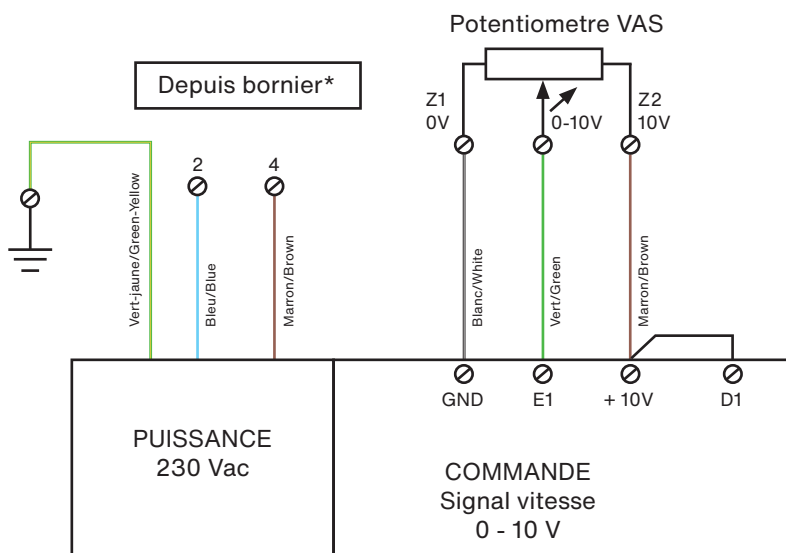 Potentiometre VAS
Depuis bornier*
Z1
0V
0-10V
Z2
10V
2
4
Vert-jaune/Green-Yellow
Bleu/Blue
Marron/Brown
Blanc/White
Vert/Green
Marron/Brown
GND
E1
+ 10V
D1
PUISSANCE
230 Vac
COMMANDE
Signal vitesse
0 - 10 V